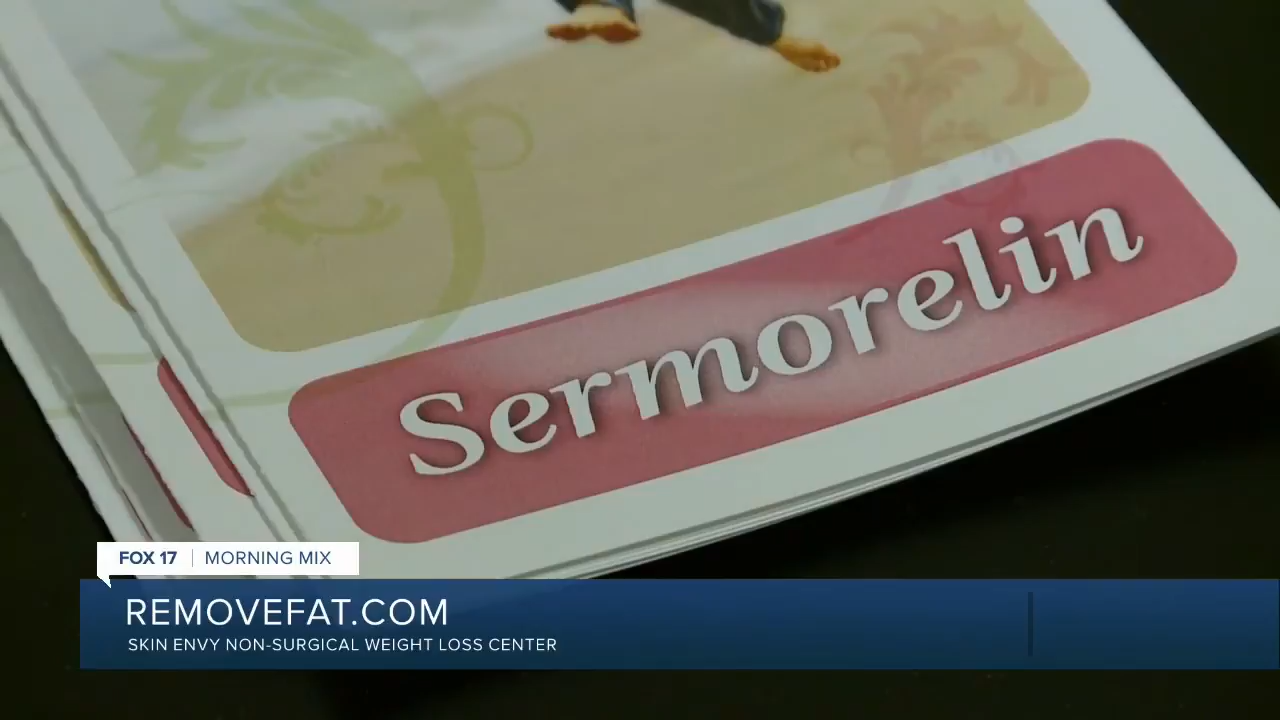 Sermorelin
FOX 17 | MORNING MIX
REMOVEFAT.COM
SKIN ENVY NON-SURGICAL WEIGHT LOSS CENTER